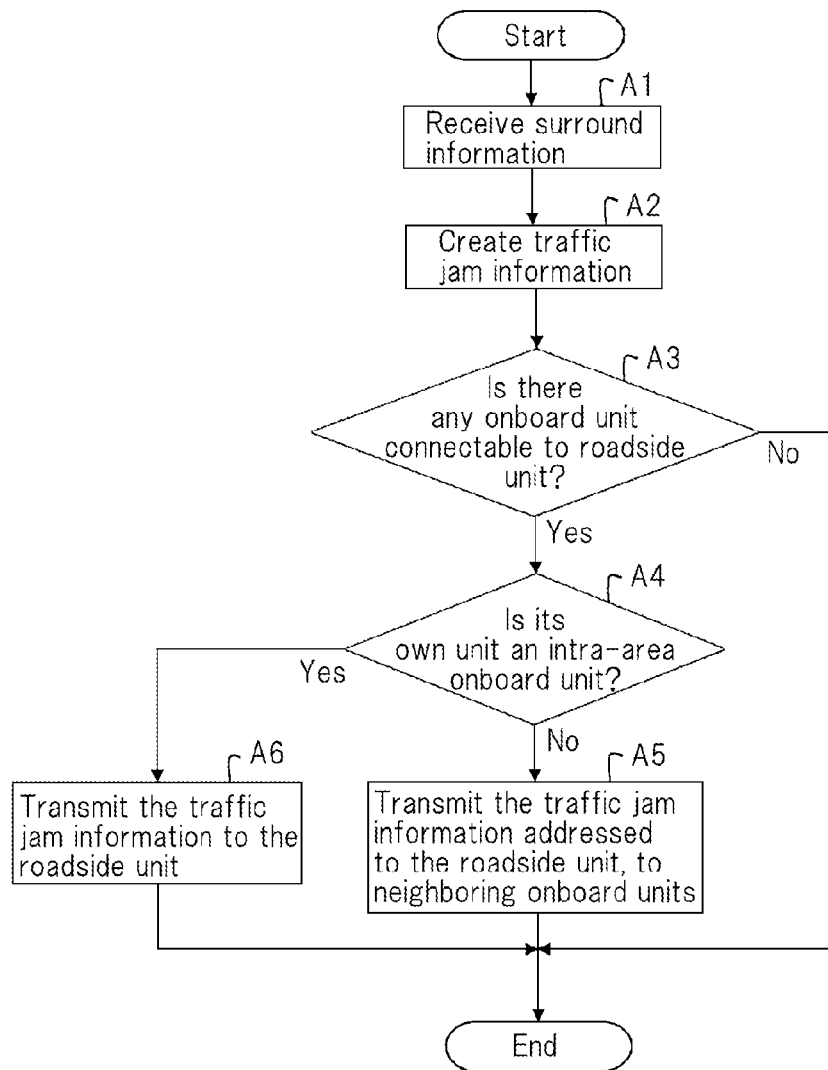 Start
A1
Receive surround
information
A2
Create traffic
jam information
A3
Is there
any onboard unit
connectable to roadside
unit?
No
Yes
A4
Is its
own unit an intra-area
onboard unit?
Yes
No
A6
Transmit the traffic
jam information to the
roadside unit
A5
Transmit the traffic jam
information addressed
to the roadside unit, to
neighboring onboard units
End